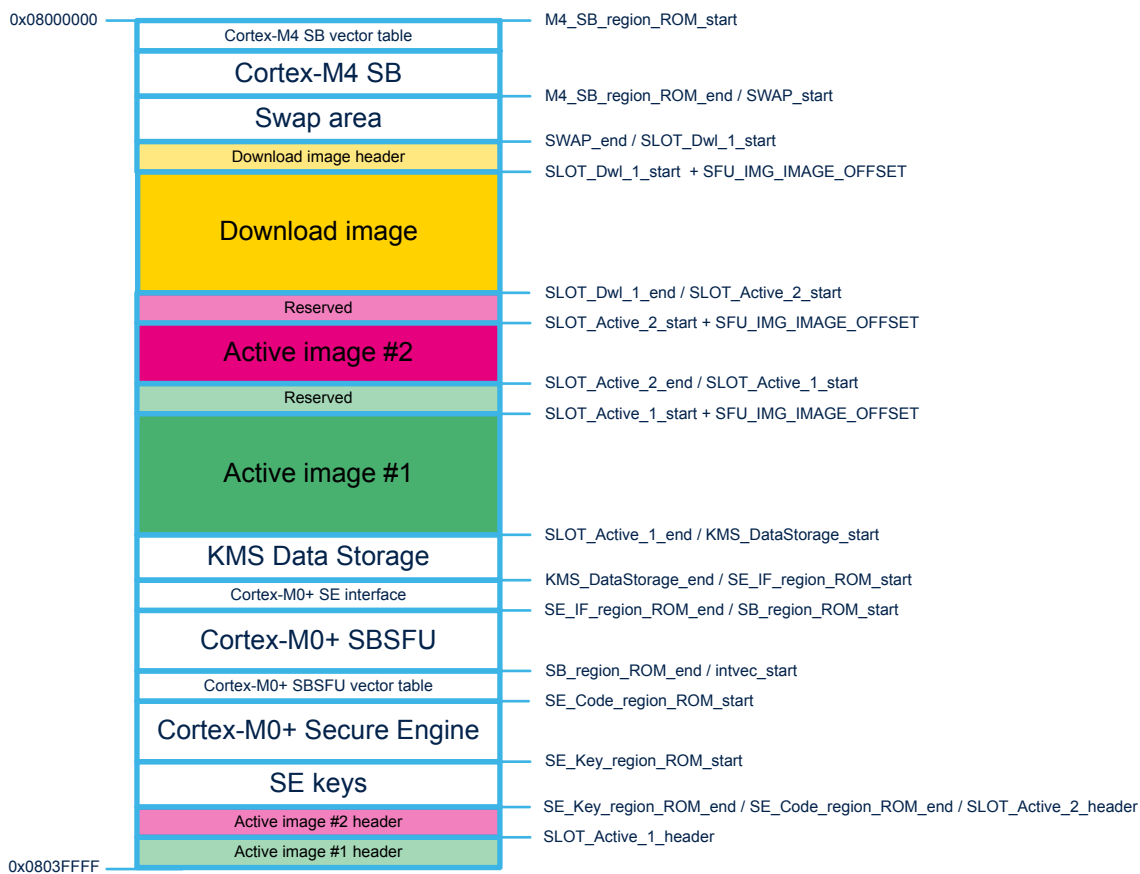 0x08000000
M4_SB_region_ROM_start
Cortex-M4 SB vector table
Cortex-M4 SB
M4_SB_region_ROM_end / SWAP_start
Swap area
SWAP_end / SLOT_Dwl_1_start
Download image header
SLOT_Dwl_1_start + SFU_IMG_IMAGE_OFFSET
Download image
SLOT_Dwl_1_end / SLOT_Active_2_start
Reserved
SLOT_Active_2_start + SFU_IMG_IMAGE_OFFSET
Active image #2
SLOT_Active_2_end / SLOT_Active_1_start
Reserved
SLOT_Active_1_start + SFU_IMG_IMAGE_OFFSET
Active image #1
SLOT_Active_1_end / KMS_DataStorage_start
KMS Data Storage
KMS_DataStorage_end / SE_IF_region_ROM_start
Cortex-M0+ SE interface
SE_IF_region_ROM_end / SB_region_ROM_start
Cortex-M0+ SBSFU
SB_region_ROM_end / intvec_start
Cortex-M0+ SBSFU vector table
SE_Code_region_ROM_start
Cortex-M0+ Secure Engine
SE_Key_region_ROM_start
SE keys
SE_Key_region_ROM_end / SE_Code_region_ROM_end / SLOT_Active_2_header
Active image #2 header
SLOT_Active_1_header
Active image #1 header
0x0803FFFF